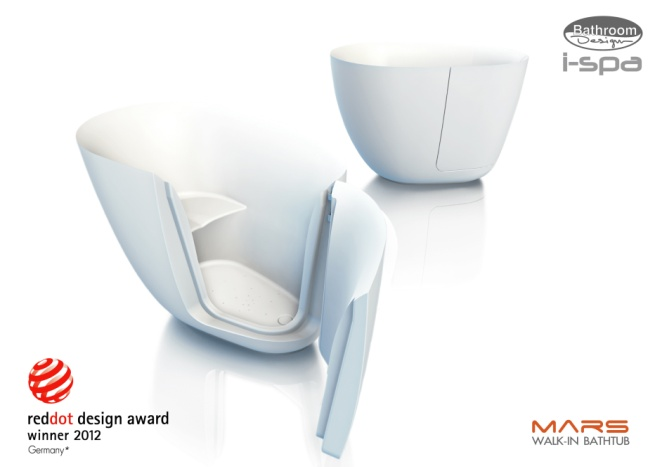 Bathroom
Design
i-spa
reddot design award
winner 2012
Germany*
MARS
WALK-IN BATHTUB